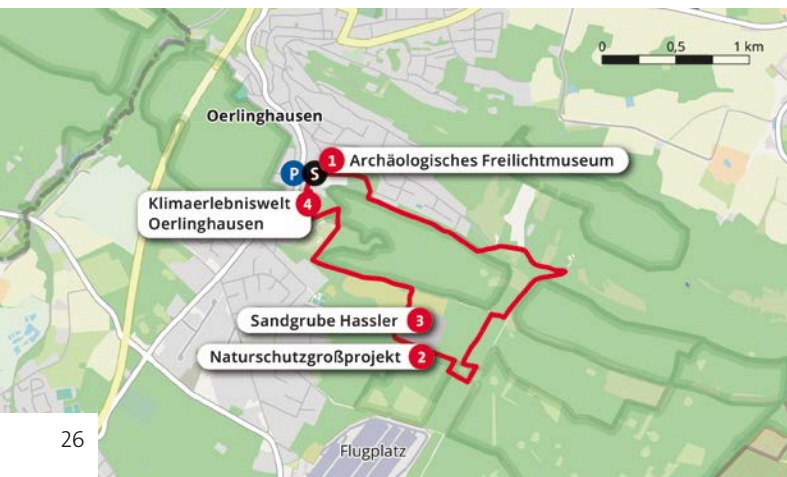 0 0,5 1 km
Oerlinghausen
P S 1 Archäologisches Freilichtmuseum
Klimaerlebniswelt 4
Oerlinghausen
Sandgrube Hassler 3
Naturschutzgroßprojekt 2
26
Flugplatz